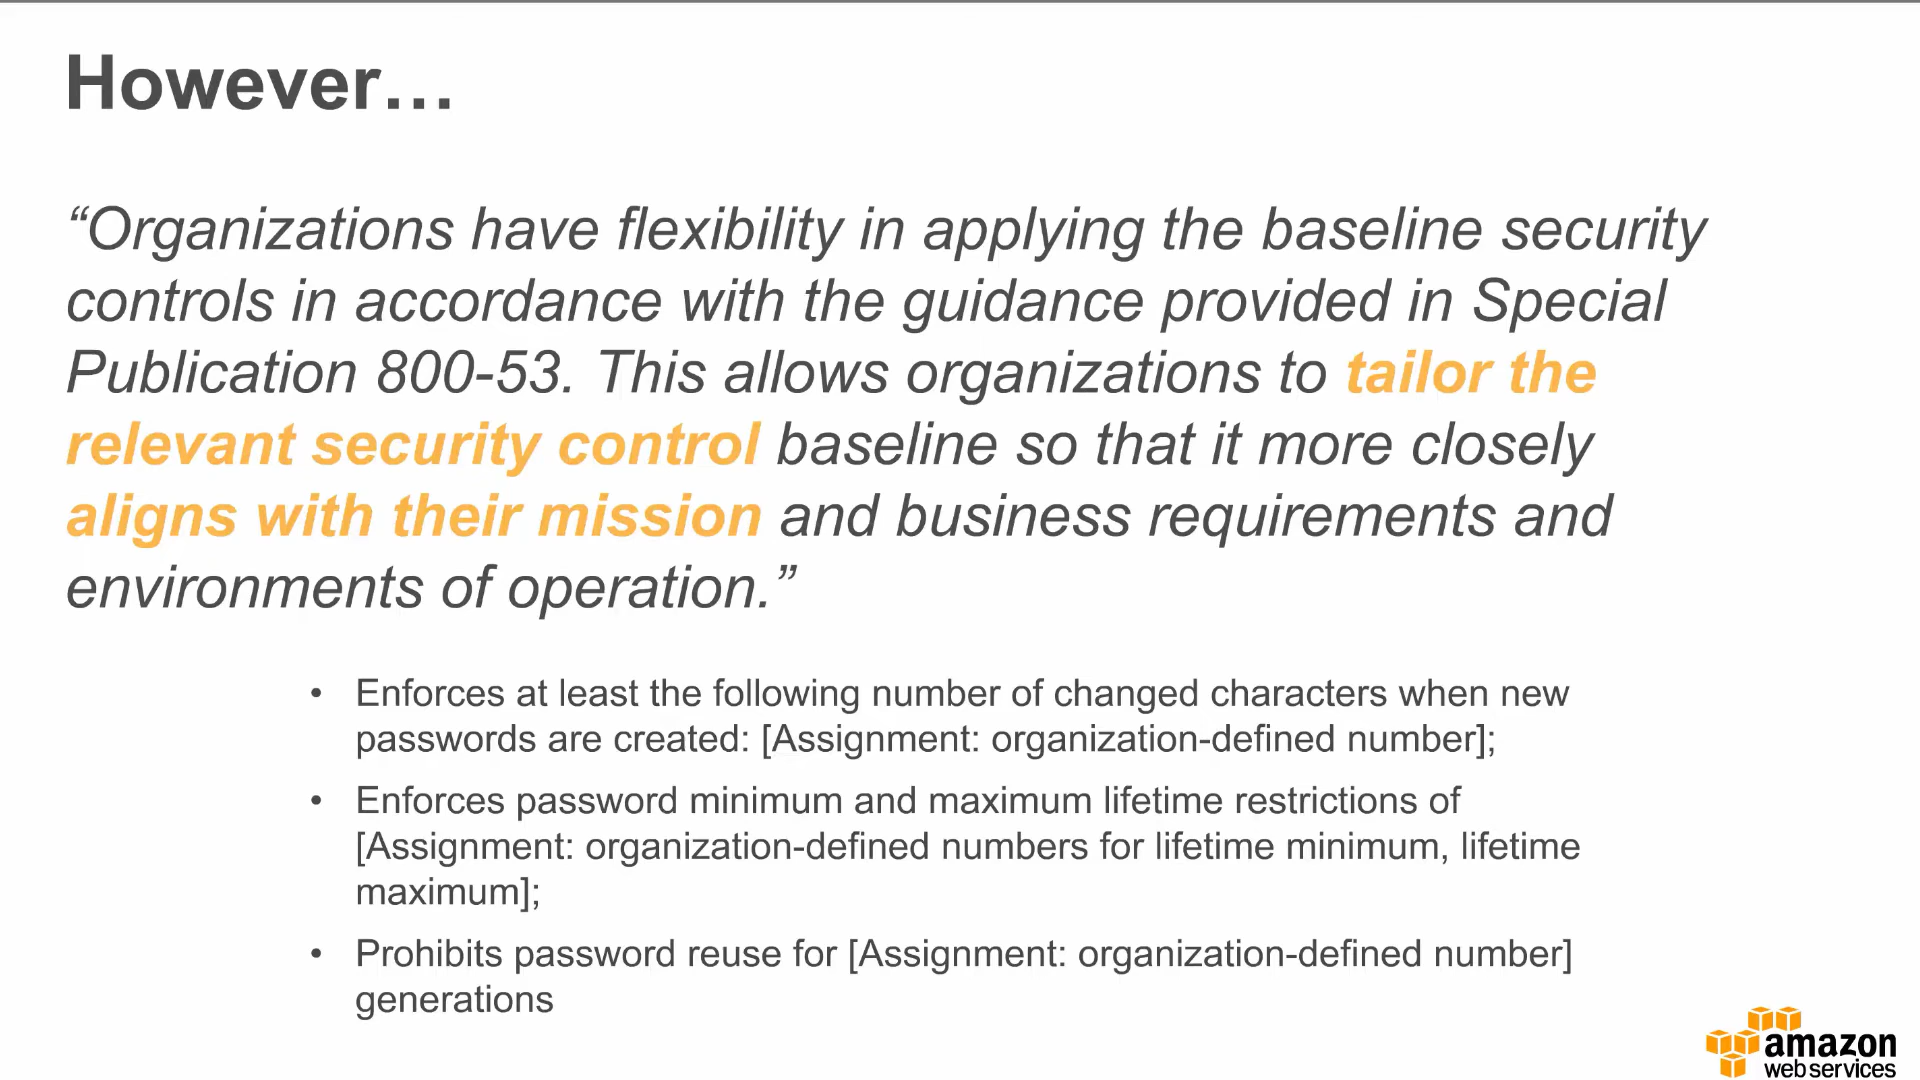 However…
“Organizations have flexibility in applying the baseline security
controls in accordance with the guidance provided in Special
Publication 800-53. This allows organizations to tailor the
relevant security control baseline so that it more closely
aligns with their mission and business requirements and
environments of operation.”
• Enforces at least the following number of changed characters when new
passwords are created: [Assignment: organization-defined number];
• Enforces password minimum and maximum lifetime restrictions of
[Assignment: organization-defined numbers for lifetime minimum, lifetime
maximum];
• Prohibits password reuse for [Assignment: organization-defined number]
generations
amazon
webservices